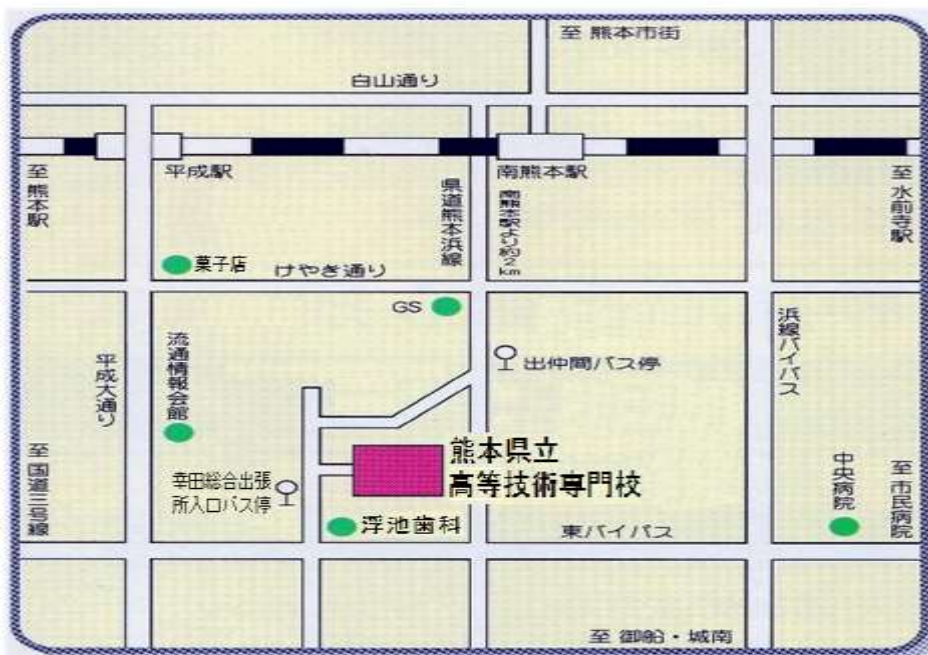 至 熊本市街
白山通り
至 熊本駅
平成駅
県道熊本浜線
南熊本駅
南熊本駅より約2km
至 水前寺駅
菓子店
けやき通り
GS
浜線バイパス
流通情報会館
平成大通り
出仲間バス停
至 国道三号線
幸田総合出張
所入口バス停
熊本県立
高等技術専門校
中央病院
至 市民病院
浮池歯科
東バイパス
至 御船・城南